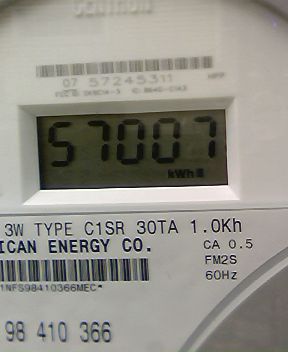 07 57245311
57007
kWh
3W TYPE C1SR 30TA 1.0Kh
ICAN ENERGY CO.
CA 0.5
FM2S
60Hz
1NFS98410366MEC*
98 410 366